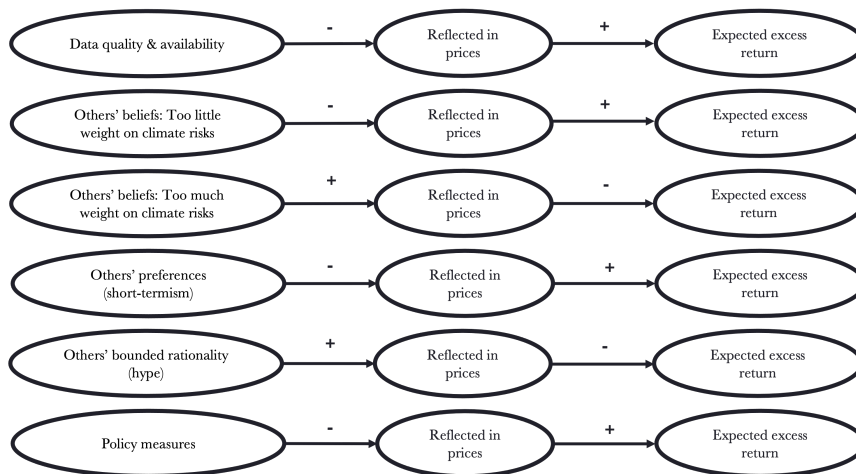 Data quality & availability
-
Reflected in
prices
+
Expected excess
return
Others' beliefs: Too little
weight on climate risks
-
Reflected in
prices
+
Expected excess
return
Others' beliefs: Too much
weight on climate risks
+
Reflected in
prices
-
Expected excess
return
Others' preferences
(short-termism)
-
Reflected in
prices
+
Expected excess
return
Others' bounded rationality
(hype)
+
Reflected in
prices
-
Expected excess
return
Policy measures
-
Reflected in
prices
+
Expected excess
return